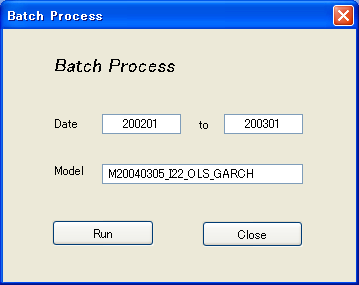 Batch Process
Batch Process
Date 200201 to 200301
Model M20040305_I22_OLS_GARCH
Run Close